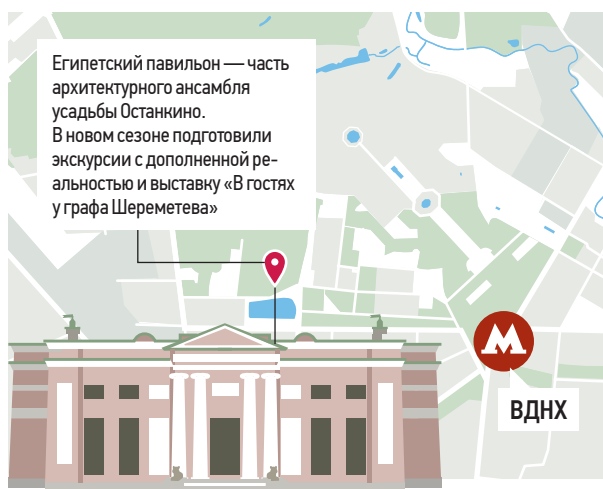 Египетский павильон — часть
архитектурного ансамбля
усадьбы Останкино.
В новом сезоне подготовили
экскурсии с дополненной ре-
альностью и выставку «В гостях
у графа Шереметева»
М
ВДНХ